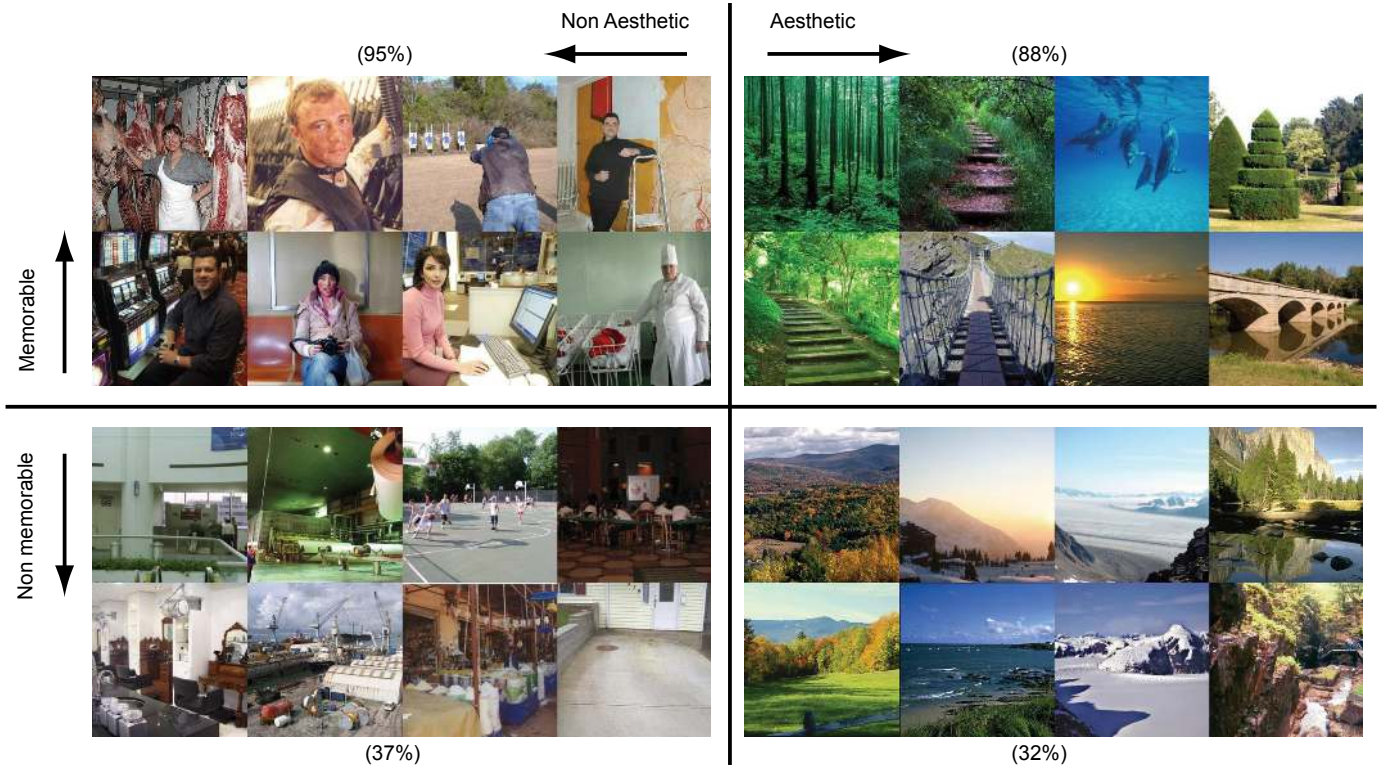 Non Aesthetic
Aesthetic
(95%)
(88%)
Memorable
Non memorable
(37%)
(32%)